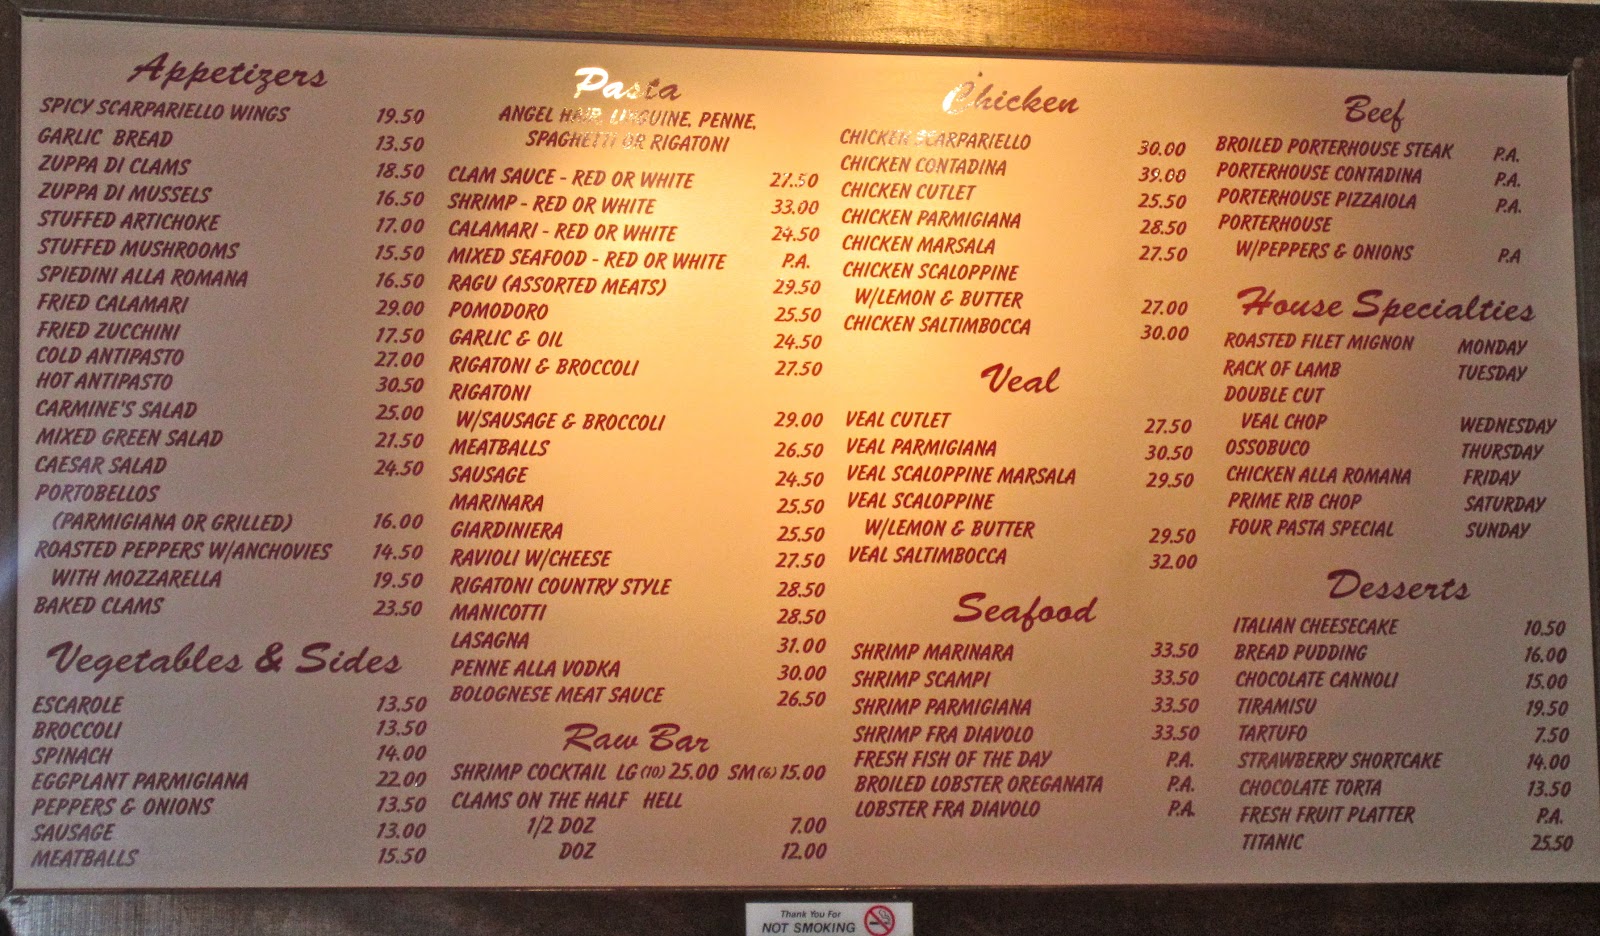 Appetizers
SPICY SCARPARIELLO WINGS 19.50
GARLIC BREAD 13.50
ZUPPA DI CLAMS 18.50
ZUPPA DI MUSSELS 16.50
STUFFED ARTICHOKE 17.00
STUFFED MUSHROOMS 15.50
SPIEDINI ALLA ROMANA 16.50
FRIED CALAMARI 29.00
FRIED ZUCCHINI 17.50
COLD ANTIPASTO 27.00
HOT ANTIPASTO 30.50
CARMINE'S SALAD 25.00
MIXED GREEN SALAD 21.50
CAESAR SALAD 24.50
PORTOBELLOS
(PARMIGIANA OR GRILLED) 16.00
ROASTED PEPPERS W/ANCHOVIES 14.50
WITH MOZZARELLA 19.50
BAKED CLAMS 23.50
Vegetables & Sides
ESCAROLE 13.50
BROCCOLI 13.50
SPINACH 14.00
EGGPLANT PARMIGIANA 22.00
PEPPERS & ONIONS 13.50
SAUSAGE 13.00
MEATBALLS 15.50
Pasta
ANGEL HAIR, LINGUINE, PENNE,
SPAGHETTI OR RIGATONI
CLAM SAUCE - RED OR WHITE 27.50
SHRIMP - RED OR WHITE 33.00
CALAMARI - RED OR WHITE 24.50
MIXED SEAFOOD - RED OR WHITE P.A.
RAGU (ASSORTED MEATS) 29.50
POMODORO 25.50
GARLIC & OIL 24.50
RIGATONI & BROCCOLI 27.50
RIGATONI
W/SAUSAGE & BROCCOLI 29.00
MEATBALLS 26.50
SAUSAGE 24.50
MARINARA 25.50
GIARDINIERA 25.50
RAVIOLI W/CHEESE 27.50
RIGATONI COUNTRY STYLE 28.50
MANICOTTI 28.50
LASAGNA 31.00
PENNE ALLA VODKA 30.00
BOLOGNESE MEAT SAUCE 26.50
Raw Bar
SHRIMP COCKTAIL LG (10) 25.00 SM (6) 15.00
CLAMS ON THE HALF HELL
1/2 DOZ 7.00
DOZ 12.00
Chicken
CHICKEN SCARPARIELLO 30.00
CHICKEN CONTADINA 39.00
CHICKEN CUTLET 25.50
CHICKEN PARMIGIANA 28.50
CHICKEN MARSALA 27.50
CHICKEN SCALOPPINE
W/LEMON & BUTTER 27.00
CHICKEN SALTIMBOCCA 30.00
Veal
VEAL CUTLET 27.50
VEAL PARMIGIANA 30.50
VEAL SCALOPPINE MARSALA 29.50
VEAL SCALOPPINE
W/LEMON & BUTTER 29.50
VEAL SALTIMBOCCA 32.00
Seafood
SHRIMP MARINARA 33.50
SHRIMP SCAMPI 33.50
SHRIMP PARMIGIANA 33.50
SHRIMP FRA DIAVOLO 33.50
FRESH FISH OF THE DAY P.A.
BROILED LOBSTER OREGANATA P.A.
LOBSTER FRA DIAVOLO P.A.
Beef
BROILED PORTERHOUSE STEAK P.A.
PORTERHOUSE CONTADINA P.A.
PORTERHOUSE PIZZAIOLA P.A.
PORTERHOUSE
W/PEPPERS & ONIONS P.A
House Specialties
ROASTED FILET MIGNON MONDAY
RACK OF LAMB TUESDAY
DOUBLE CUT
VEAL CHOP WEDNESDAY
OSSOBUCO THURSDAY
CHICKEN ALLA ROMANA FRIDAY
PRIME RIB CHOP SATURDAY
FOUR PASTA SPECIAL SUNDAY
Desserts
ITALIAN CHEESECAKE 10.50
BREAD PUDDING 16.00
CHOCOLATE CANNOLI 15.00
TIRAMISU 19.50
TARTUFO 7.50
STRAWBERRY SHORTCAKE 14.00
CHOCOLATE TORTA 13.50
FRESH FRUIT PLATTER P.A.
TITANIC 25.50
Thank You For
NOT SMOKING